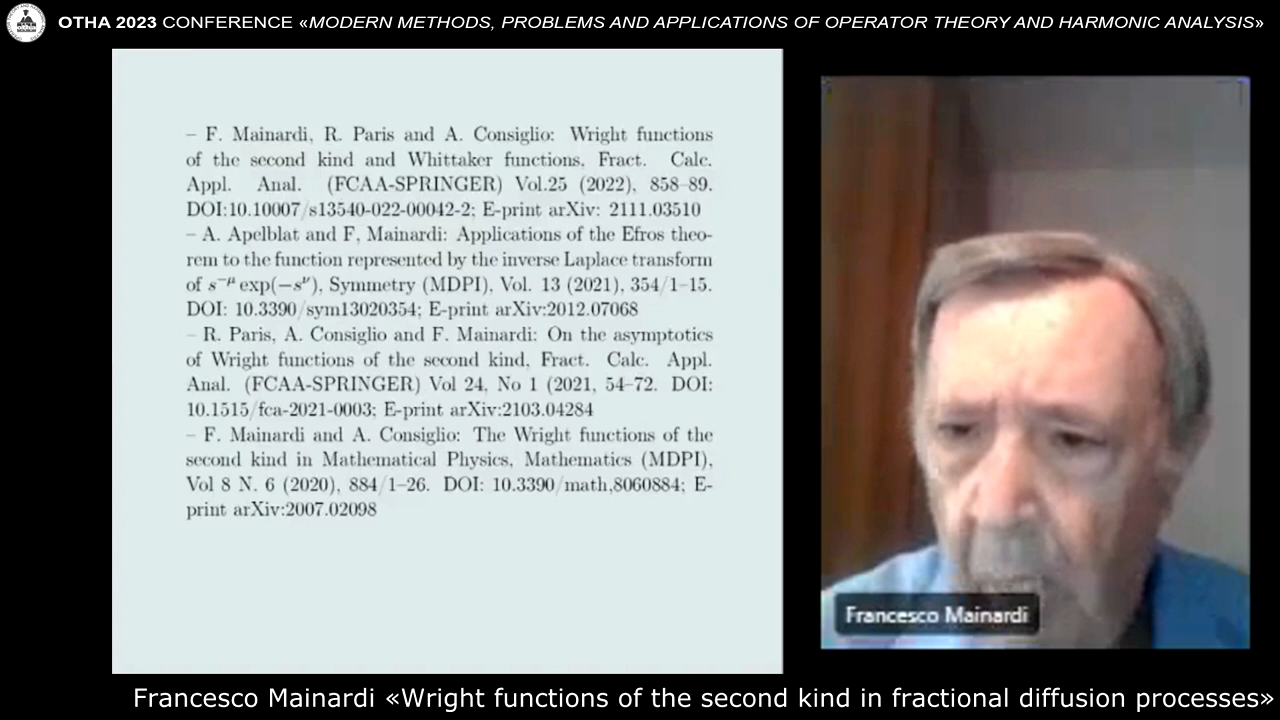 OTHA 2023 CONFERENCE «MODERN METHODS, PROBLEMS AND APPLICATIONS OF OPERATOR THEORY AND HARMONIC ANALYSIS»
– F. Mainardi, R. Paris and A. Consiglio: Wright functions
of the second kind and Whittaker functions, Fract. Calc.
Appl. Anal. (FCAA-SPRINGER) Vol.25 (2022), 858–89.
DOI:10.10007/s13540-022-00042-2; E-print arXiv: 2111.03510
– A. Apelblat and F, Mainardi: Applications of the Efros theo-
rem to the function represented by the inverse Laplace transform
of s⁻ᵘ exp(−sᵛ), Symmetry (MDPI), Vol. 13 (2021), 354/1–15.
DOI: 10.3390/sym13020354; E-print arXiv:2012.07068
– R. Paris, A. Consiglio and F. Mainardi: On the asymptotics
of Wright functions of the second kind, Fract. Calc. Appl.
Anal. (FCAA-SPRINGER) Vol 24, No 1 (2021, 54–72. DOI:
10.1515/fca-2021-0003; E-print arXiv:2103.04284
– F. Mainardi and A. Consiglio: The Wright functions of the
second kind in Mathematical Physics, Mathematics (MDPI),
Vol 8 N. 6 (2020), 884/1–26. DOI: 10.3390/math,8060884; E-
print arXiv:2007.02098
Francesco Mainardi
Francesco Mainardi «Wright functions of the second kind in fractional diffusion processes»